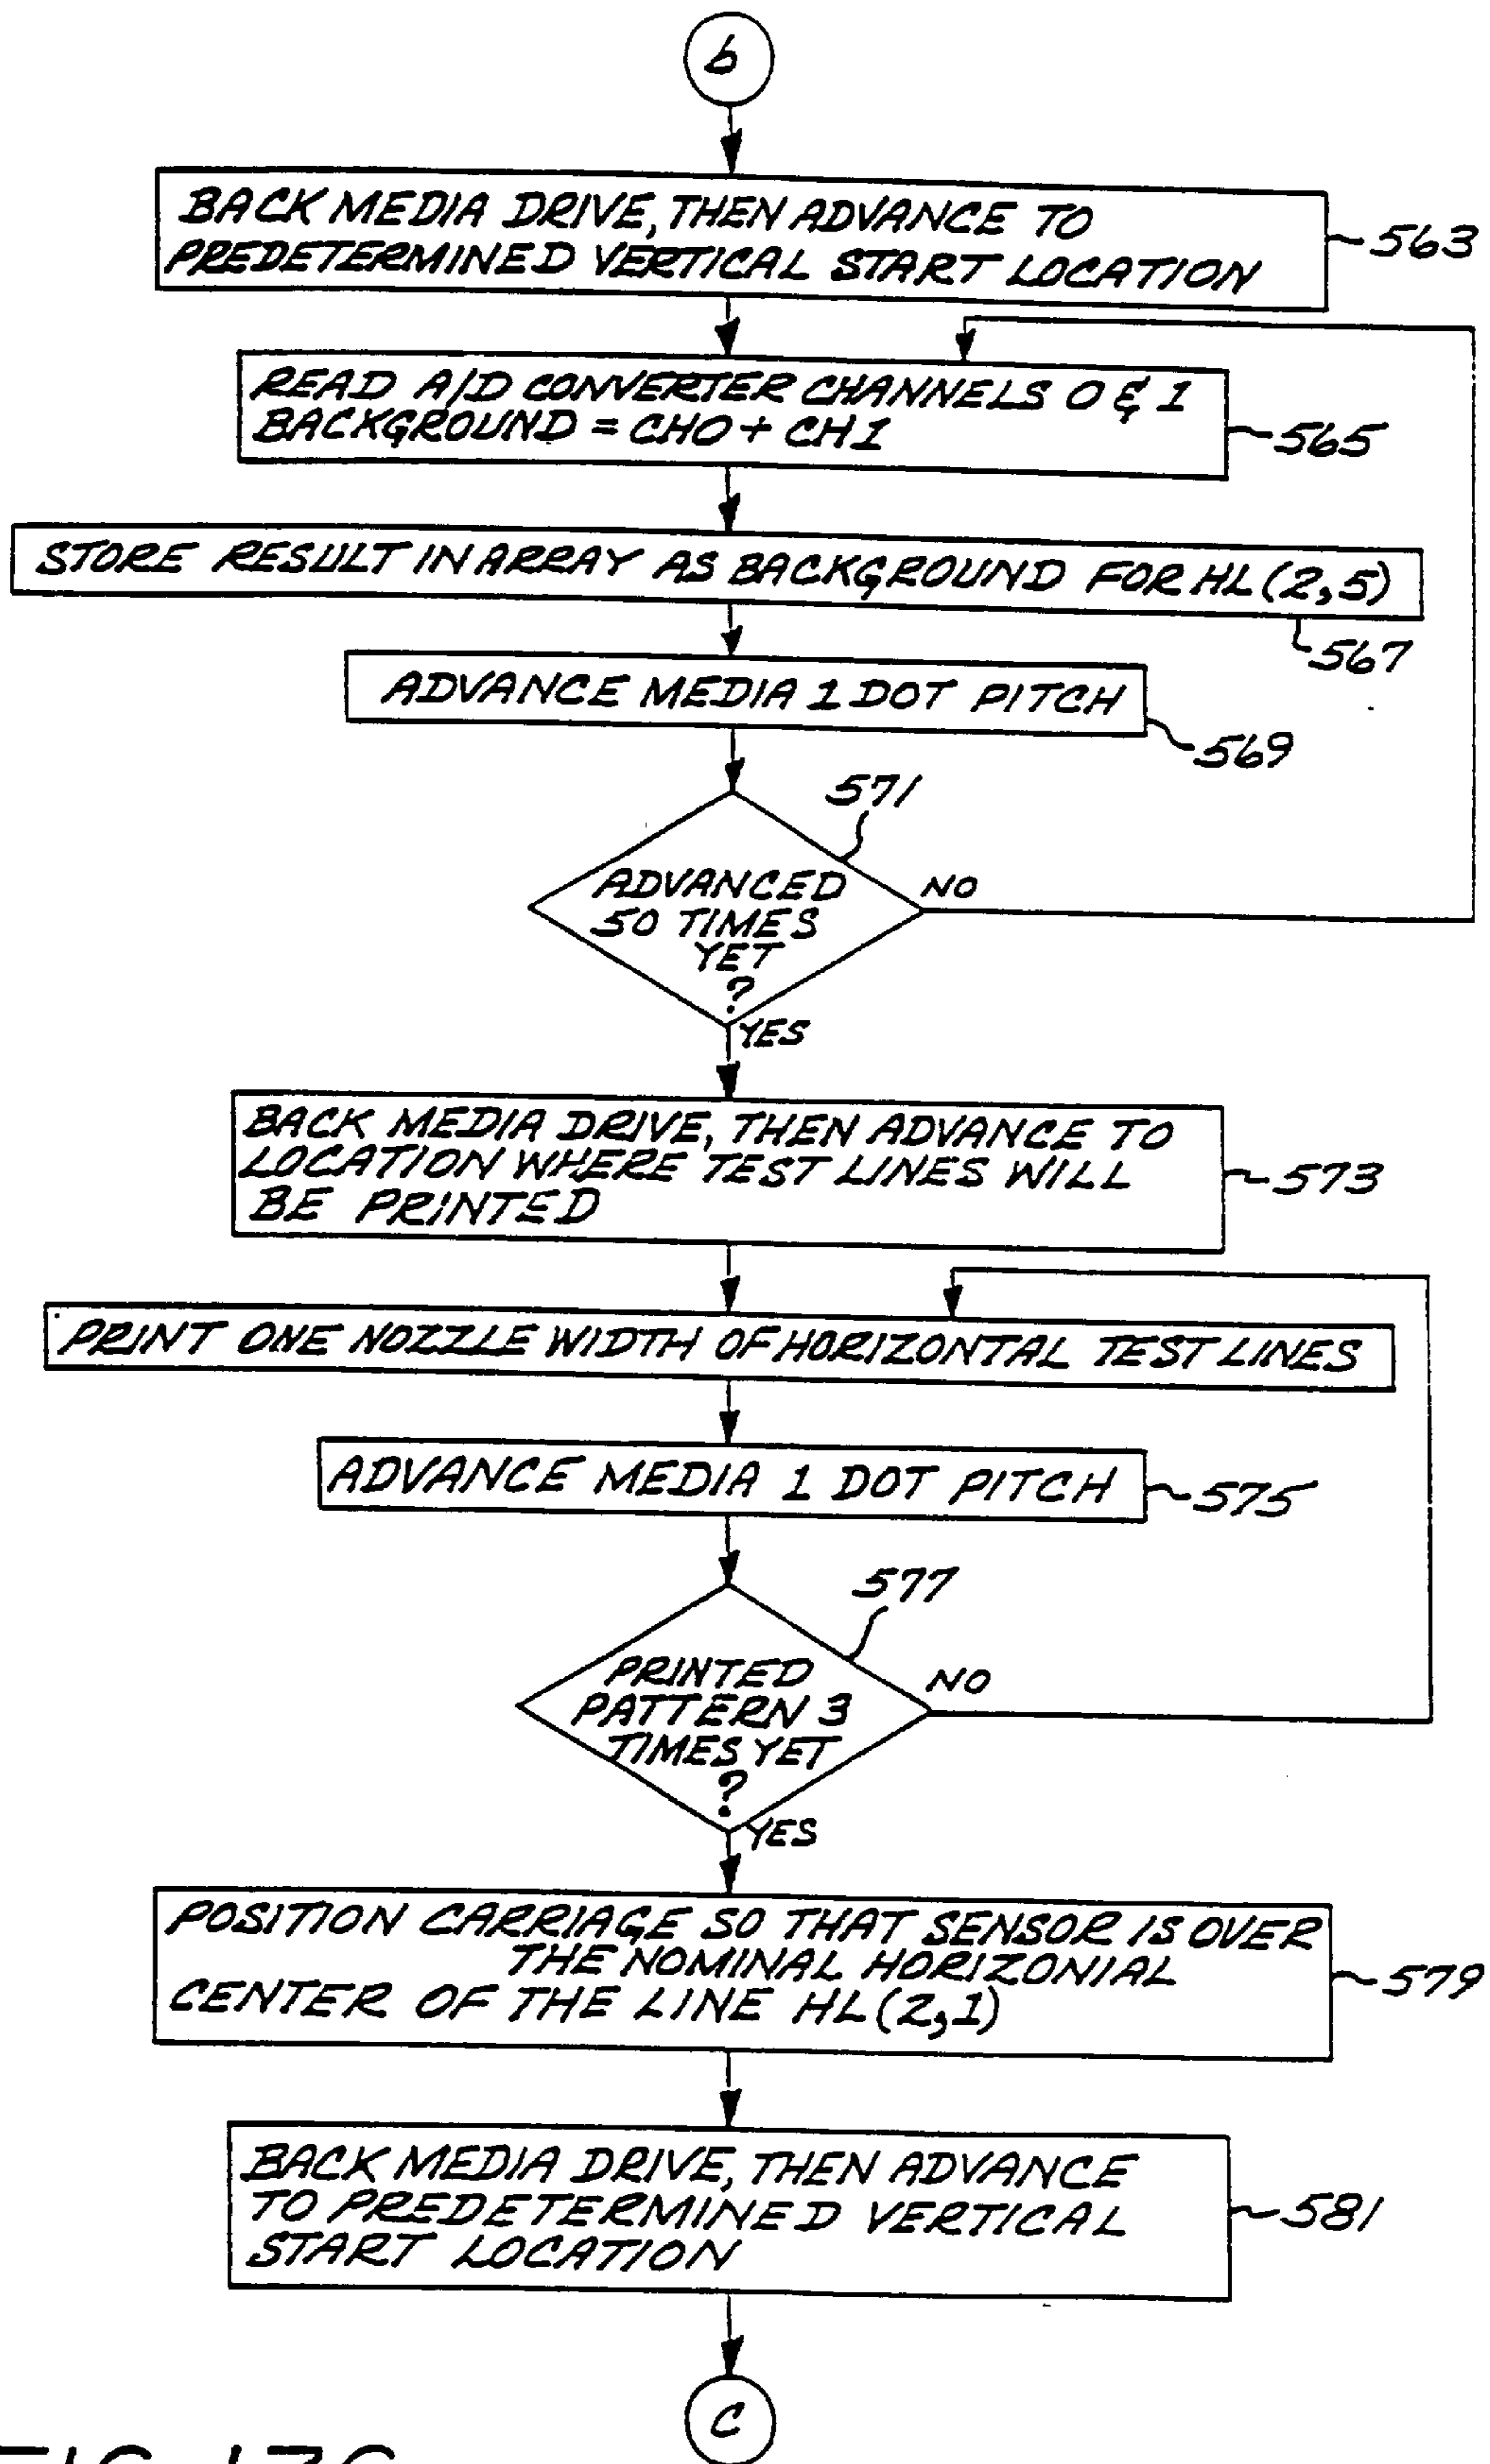 b
BACK MEDIA DRIVE, THEN ADVANCE TO
PREDETERMINED VERTICAL START LOCATION
563
READ A/D CONVERTER CHANNELS 0 & 1
BACKGROUND = CH0 + CH1
565
STORE RESULT IN ARRAY AS BACKGROUND FOR HL(2,5)
567
ADVANCE MEDIA 1 DOT PITCH
569
571
ADVANCED
50 TIMES
YET
?
NO
YES
BACK MEDIA DRIVE, THEN ADVANCE TO
LOCATION WHERE TEST LINES WILL
BE PRINTED
573
PRINT ONE NOZZLE WIDTH OF HORIZONTAL TEST LINES
ADVANCE MEDIA 1 DOT PITCH
575
577
PRINTED
PATTERN 3
TIMES YET
?
NO
YES
POSITION CARRIAGE SO THAT SENSOR IS OVER
THE NOMINAL HORIZONIAL
CENTER OF THE LINE HL(2,1)
579
BACK MEDIA DRIVE, THEN ADVANCE
TO PREDETERMINED VERTICAL
START LOCATION
581
C